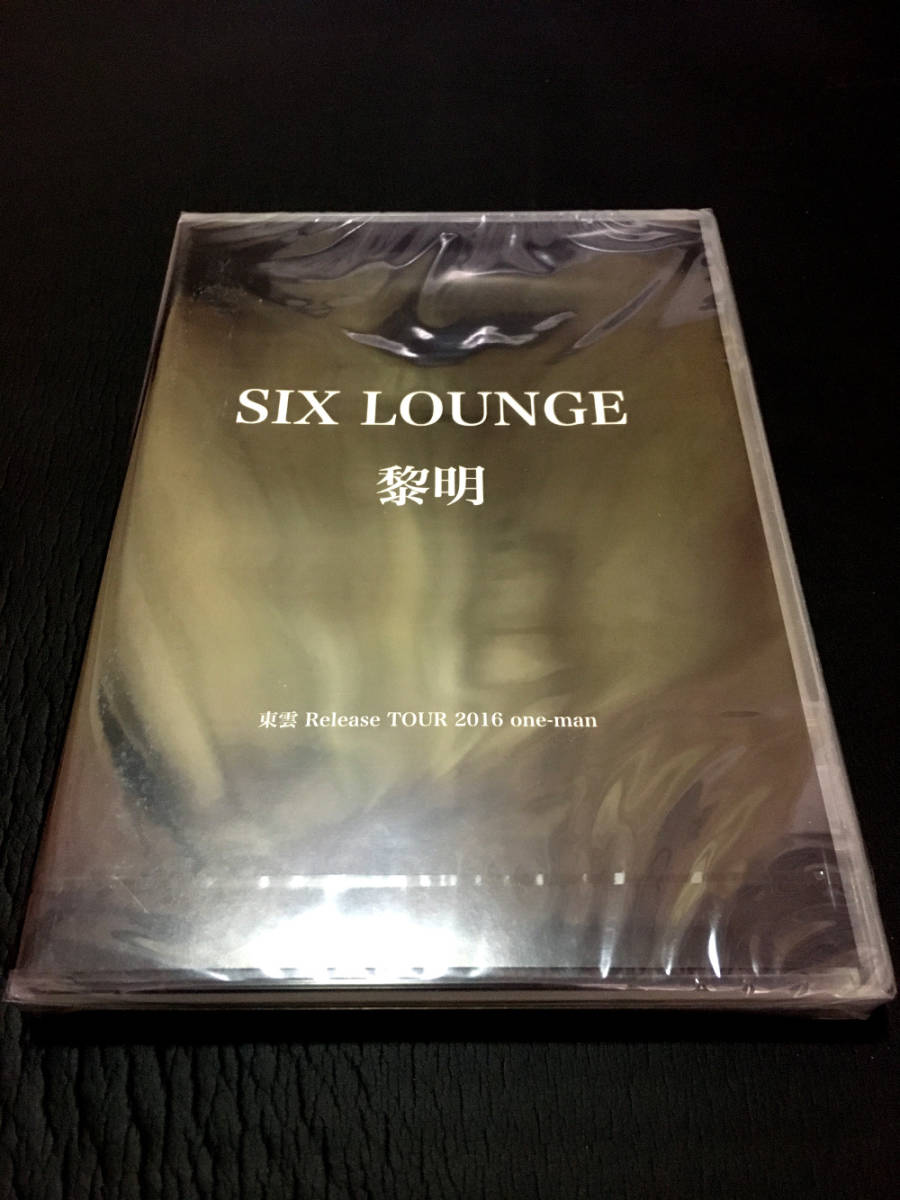 SIX LOUNGE
黎明
東雲 Release TOUR 2016 one-man